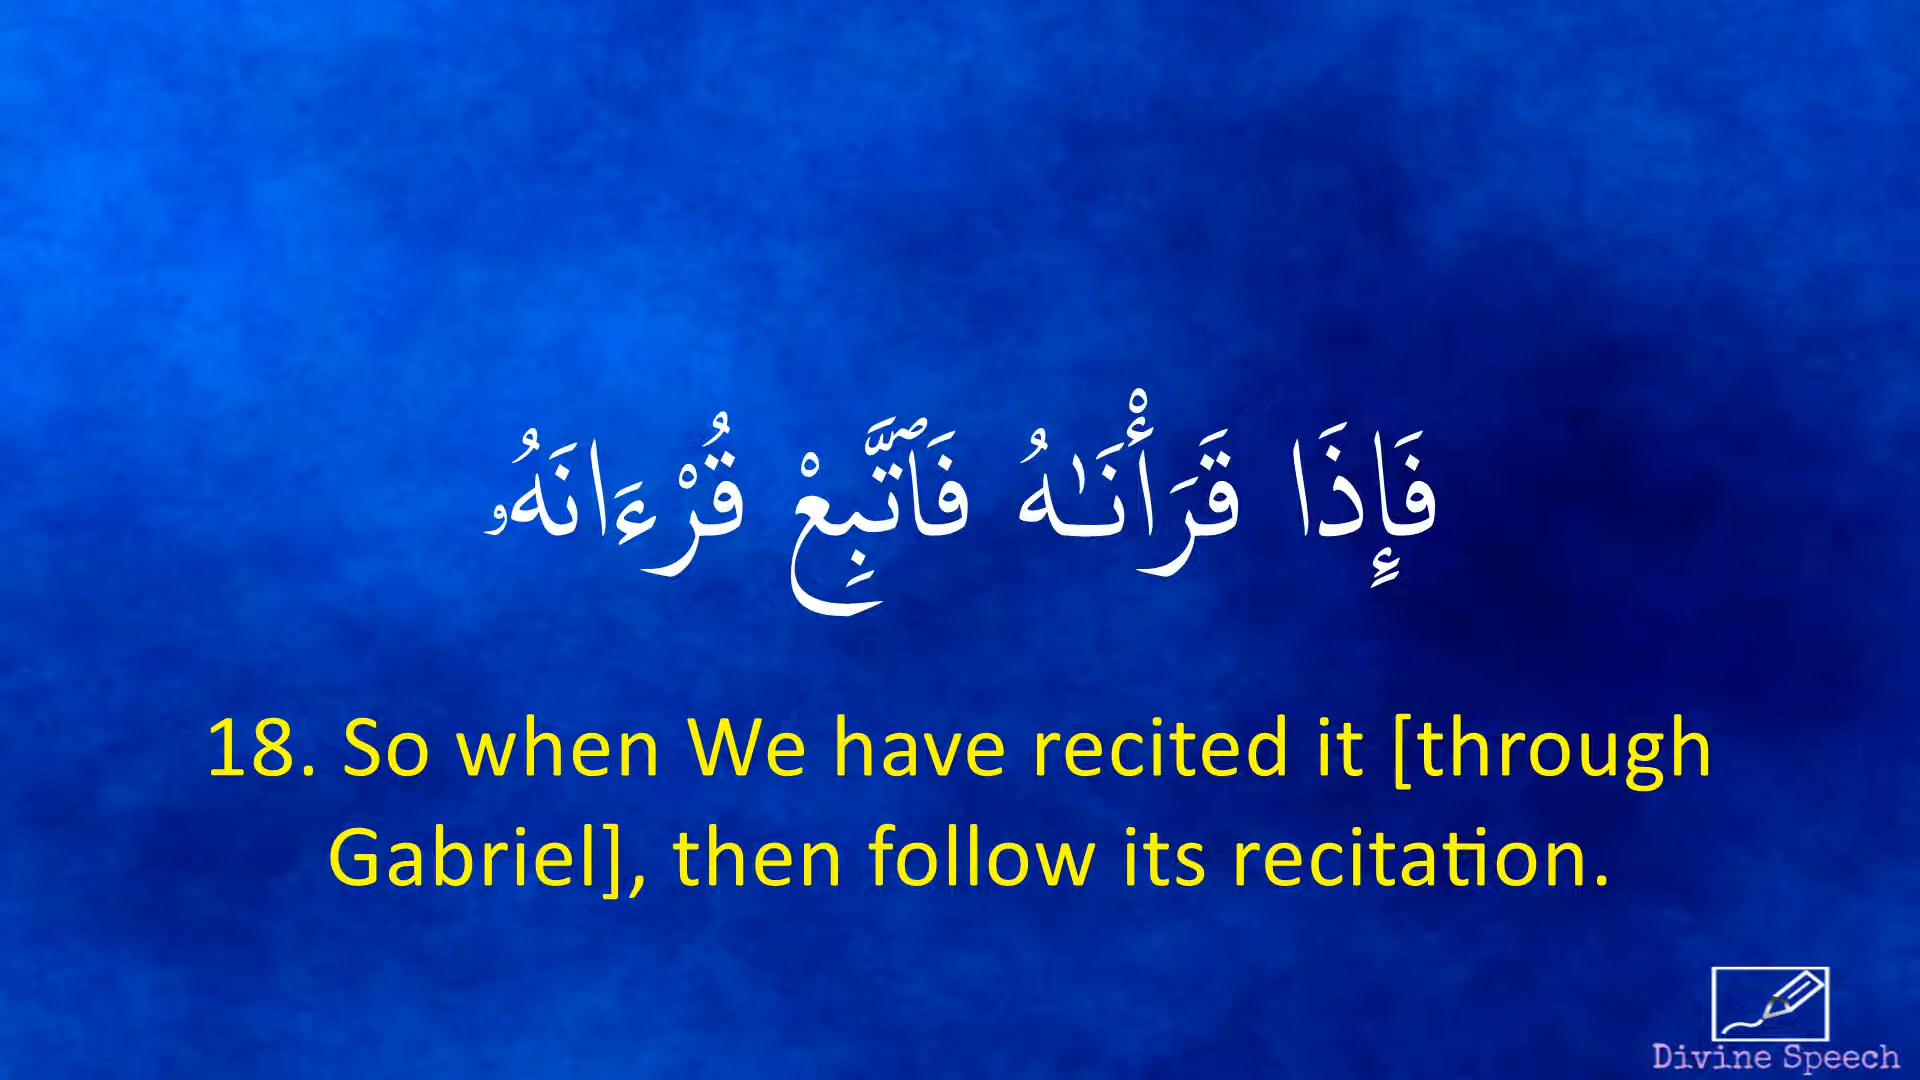 فَإِذَا قَرَأْنَـٰهُ فَٱتَّبِعْ قُرْءَانَهُۥ
18. So when We have recited it [through
Gabriel], then follow its recitation.
Divine Speech